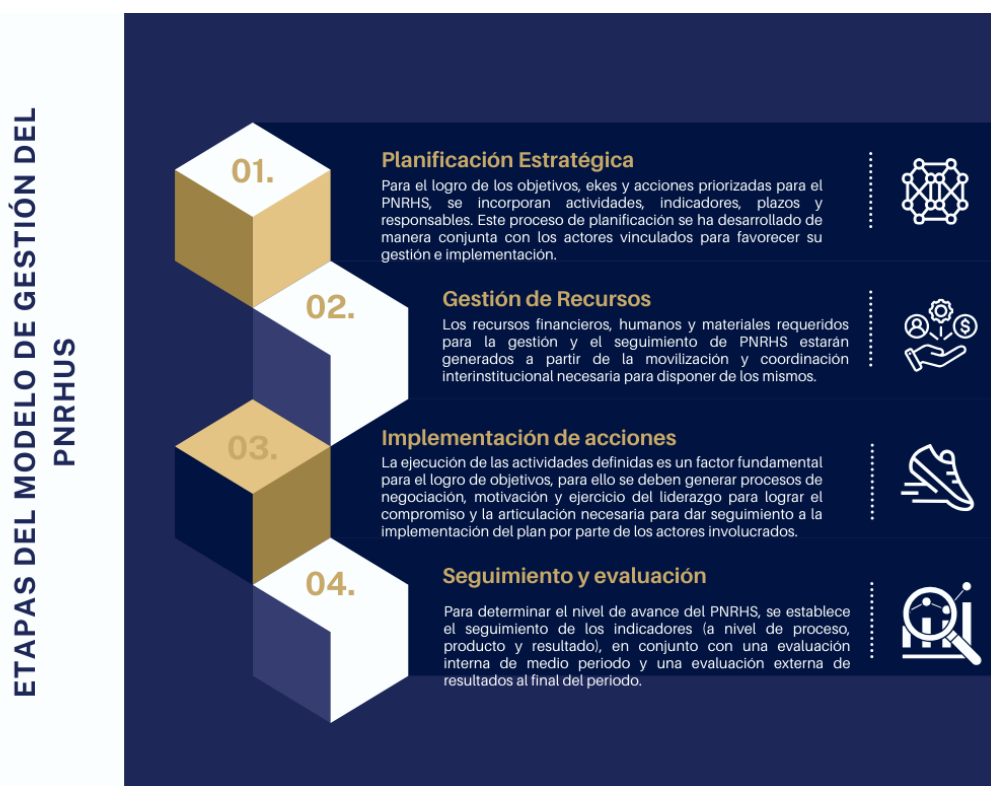 ETAPAS DEL MODELO DE GESTIÓN DEL
PNRHUS
01.
Planificación Estratégica
Para el logro de los objetivos, ekes y acciones priorizadas para el
PNRHS, se incorporan actividades, indicadores, plazos y
responsables. Este proceso de planificación se ha desarrollado de
manera conjunta con los actores vinculados para favorecer su
gestión e implementación.
02.
Gestión de Recursos
Los recursos financieros, humanos y materiales requeridos
para la gestión y el seguimiento de PNRHS estarán
generados a partir de la movilización y coordinación
interinstitucional necesaria para disponer de los mismos.
03.
Implementación de acciones
La ejecución de las actividades definidas es un factor fundamental
para el logro de objetivos, para ello se deben generar procesos de
negociación, motivación y ejercicio del liderazgo para lograr el
compromiso y la articulación necesaria para dar seguimiento a la
implementación del plan por parte de los actores involucrados.
04.
Seguimiento y evaluación
Para determinar el nivel de avance del PNRHS, se establece
el seguimiento de los indicadores (a nivel de proceso,
producto y resultado), en conjunto con una evaluación
interna de medio periodo y una evaluación externa de
resultados al final del periodo.